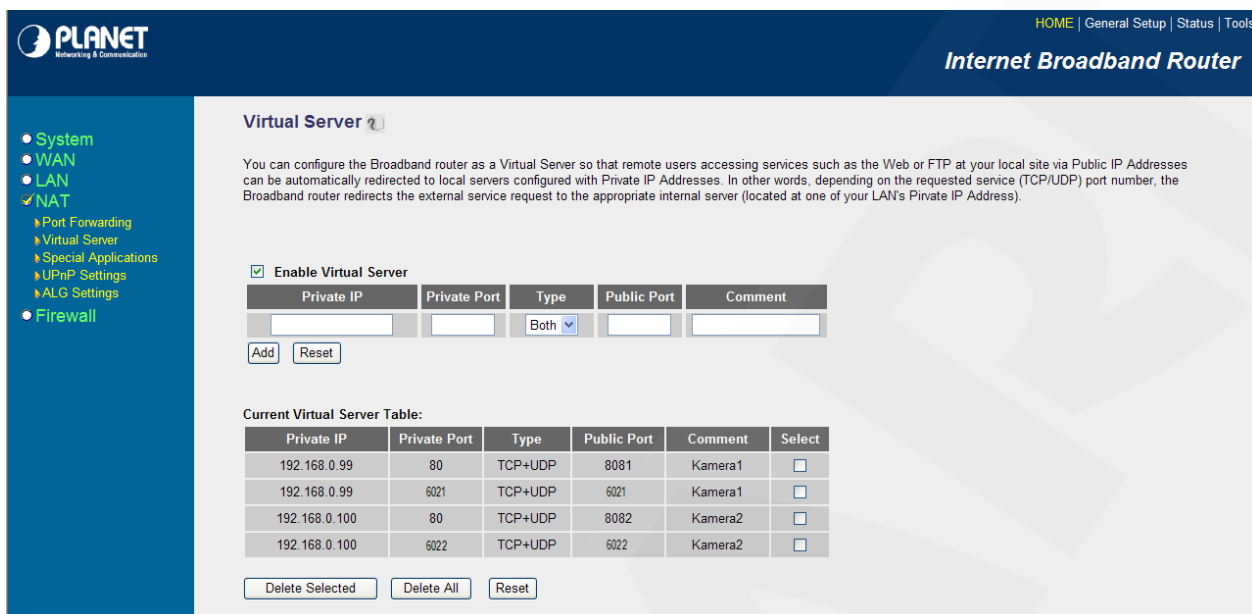 PLANET
Networking & Communication
HOME | General Setup | Status | Tools
Internet Broadband Router
System
WAN
LAN
NAT
Port Forwarding
Virtual Server
Special Applications
UPnP Settings
ALG Settings
Firewall
Virtual Server
You can configure the Broadband router as a Virtual Server so that remote users accessing services such as the Web or FTP at your local site via Public IP Addresses
can be automatically redirected to local servers configured with Private IP Addresses. In other words, depending on the requested service (TCP/UDP) port number, the
Broadband router redirects the external service request to the appropriate internal server (located at one of your LAN's Pirivate IP Address).
Enable Virtual Server
Private IP Private Port Type Public Port Comment
Both
Add Reset
Current Virtual Server Table:
Private IP Private Port Type Public Port Comment Select
192.168.0.99 80 TCP+UDP 8081 Kamera1
192.168.0.99 6021 TCP+UDP 6021 Kamera1
192.168.0.100 80 TCP+UDP 8082 Kamera2
192.168.0.100 6022 TCP+UDP 6022 Kamera2
Delete Selected Delete All Reset